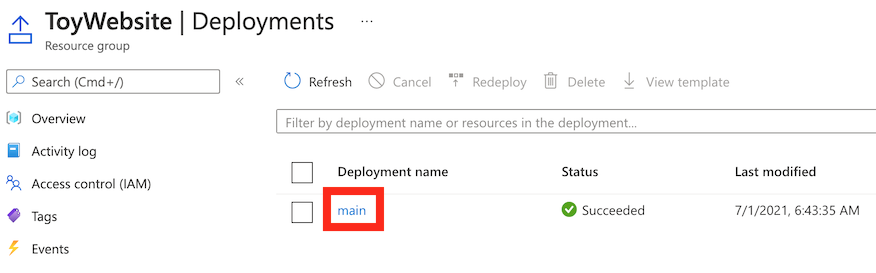 ToyWebsite | Deployments ...
Resource group
Search (Cmd+/) «
Refresh Cancel Redeploy Delete View template
Overview
Filter by deployment name or resources in the deployment...
Activity log
Deployment name Status Last modified
Access control (IAM)
main Succeeded 7/1/2021, 6:43:35 AM
Tags
Events